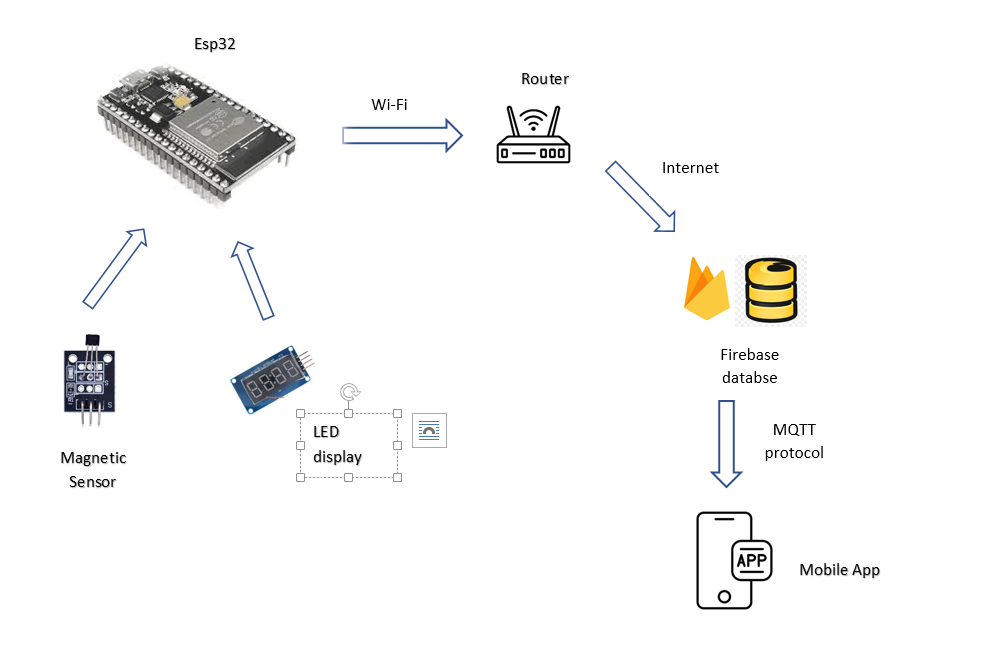 Esp32
Router
Wi-Fi
Internet
Firebase
databse
LED
display
MQTT
protocol
Magnetic
Sensor
APP
Mobile App